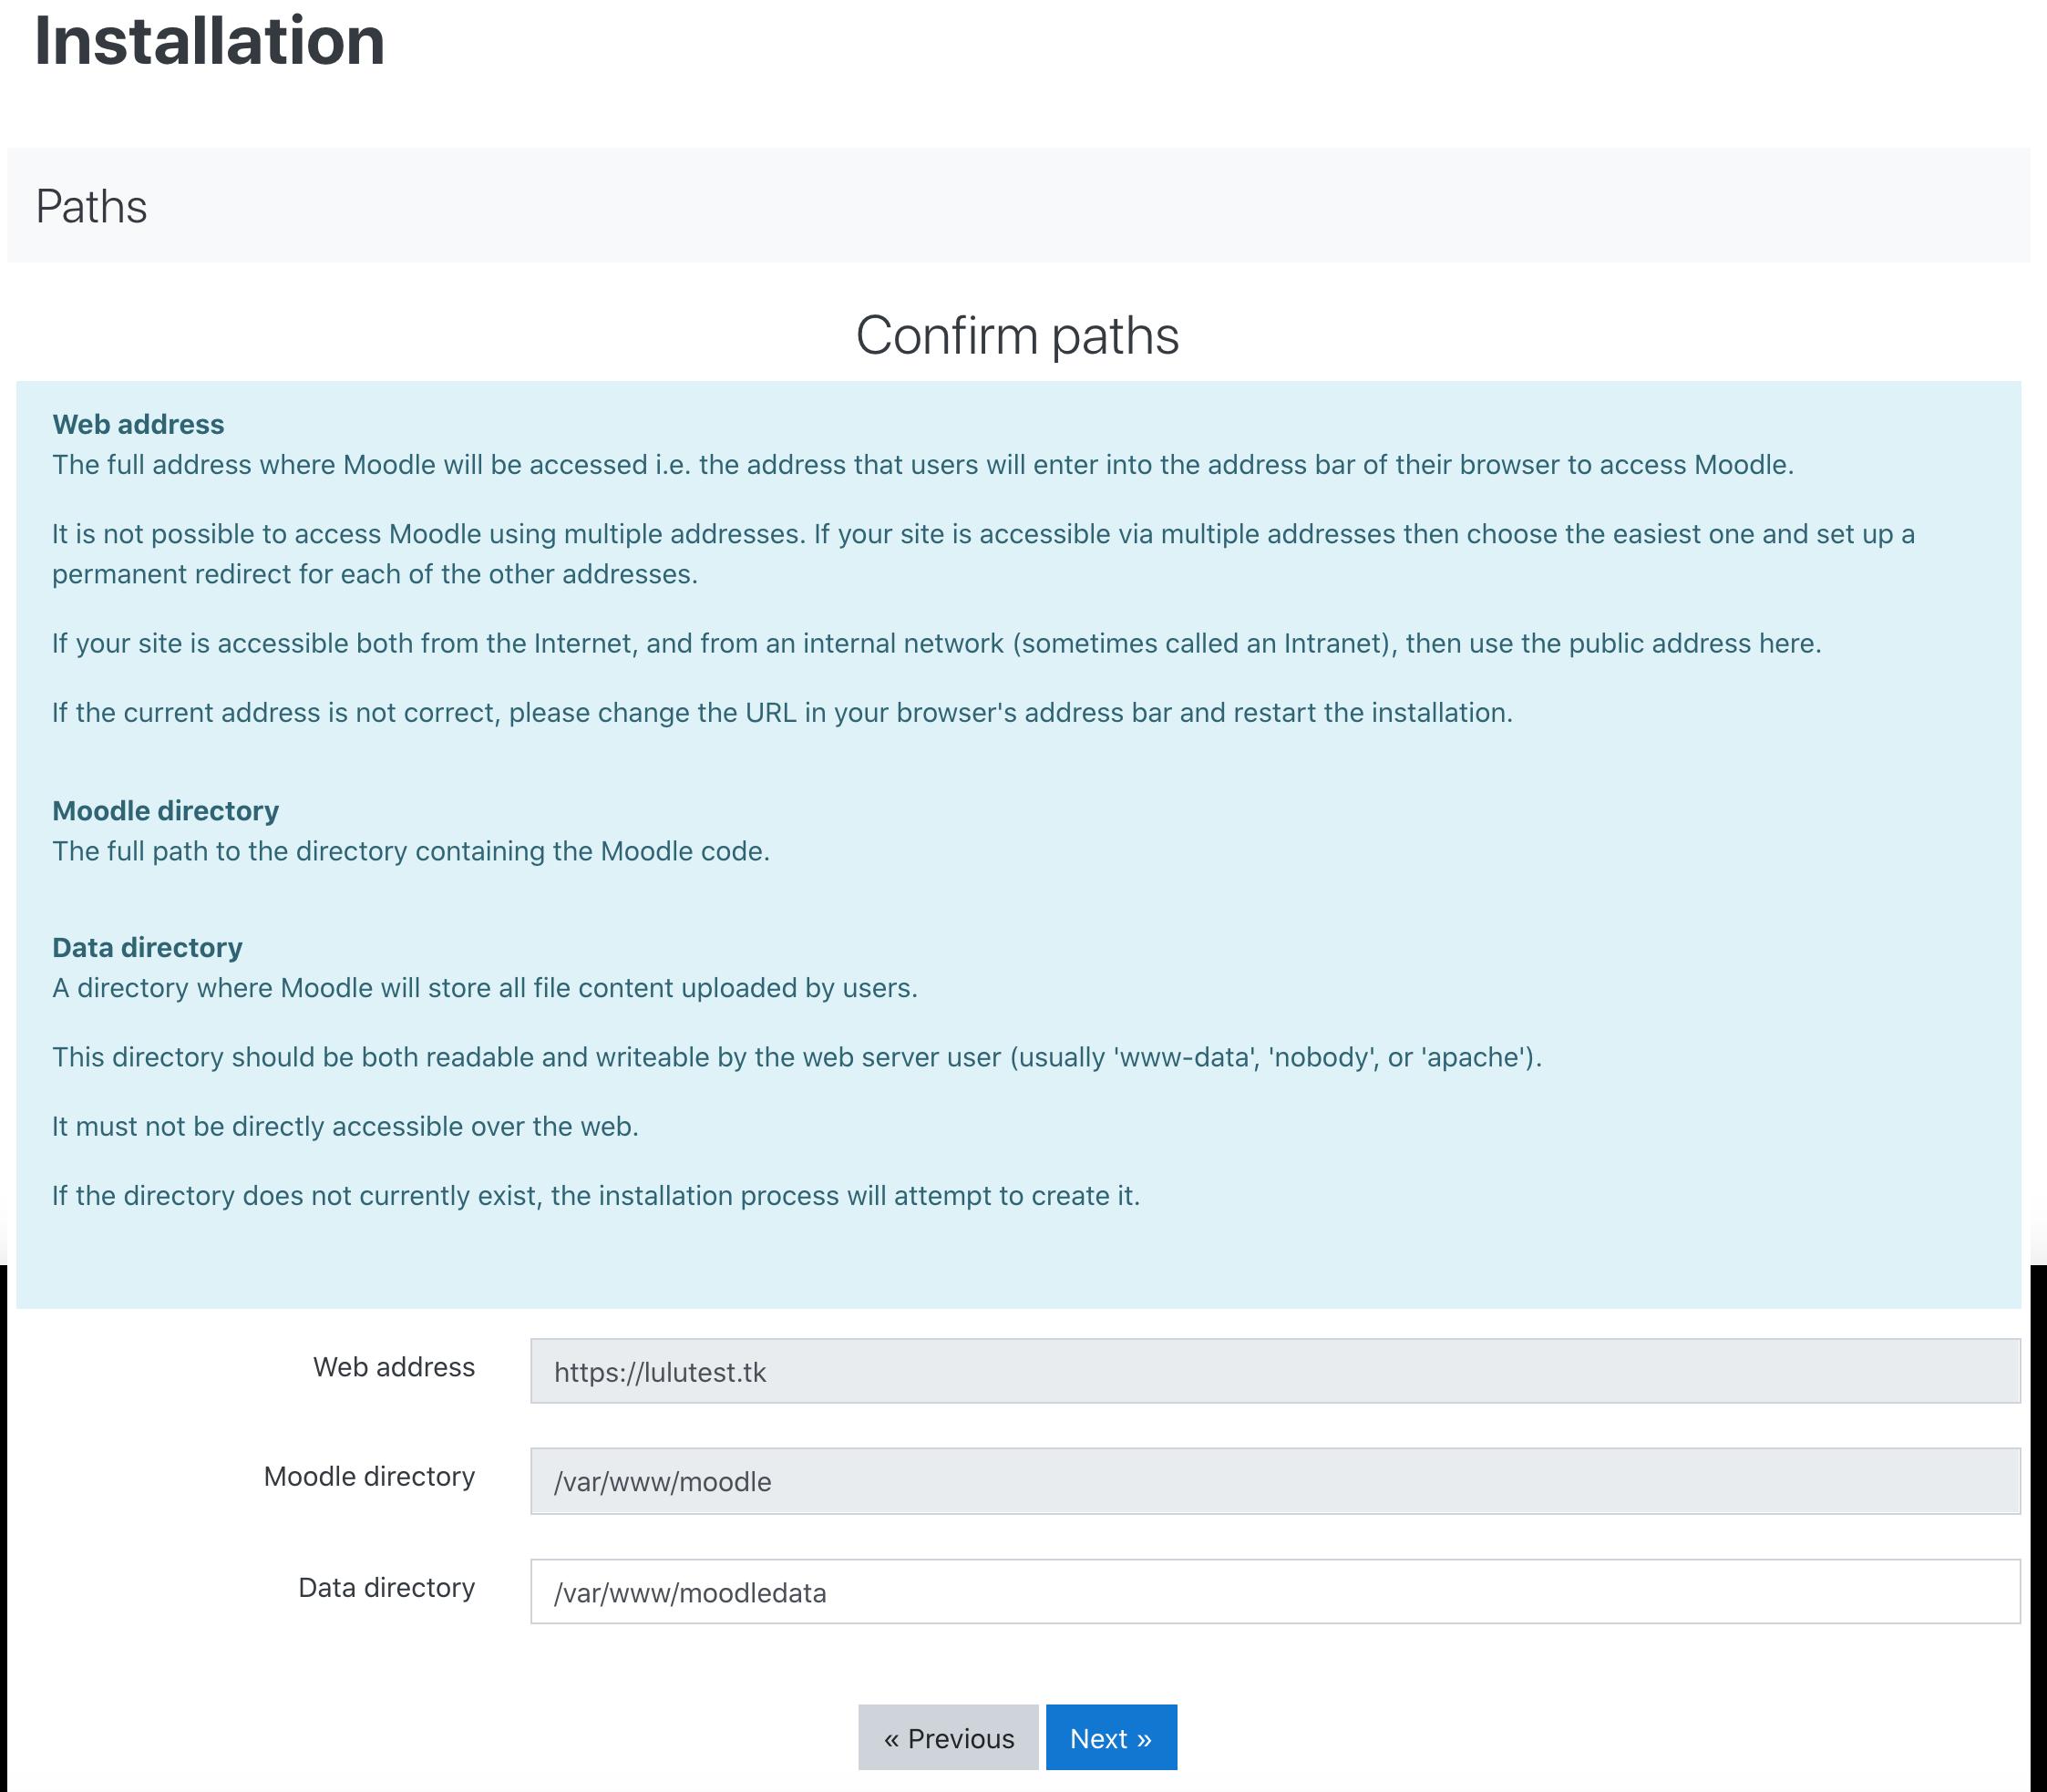 Installation
Paths
Confirm paths
Web address
The full address where Moodle will be accessed i.e. the address that users will enter into the address bar of their browser to access Moodle.
It is not possible to access Moodle using multiple addresses. If your site is accessible via multiple addresses then choose the easiest one and set up a
permanent redirect for each of the other addresses.
If your site is accessible both from the Internet, and from an internal network (sometimes called an Intranet), then use the public address here.
If the current address is not correct, please change the URL in your browser's address bar and restart the installation.
Moodle directory
The full path to the directory containing the Moodle code.
Data directory
A directory where Moodle will store all file content uploaded by users.
This directory should be both readable and writeable by the web server user (usually 'www-data', 'nobody', or 'apache').
It must not be directly accessible over the web.
If the directory does not currently exist, the installation process will attempt to create it.
Web address https://lulutest.tk
Moodle directory /var/www/moodle
Data directory /var/www/moodledata
« Previous Next »